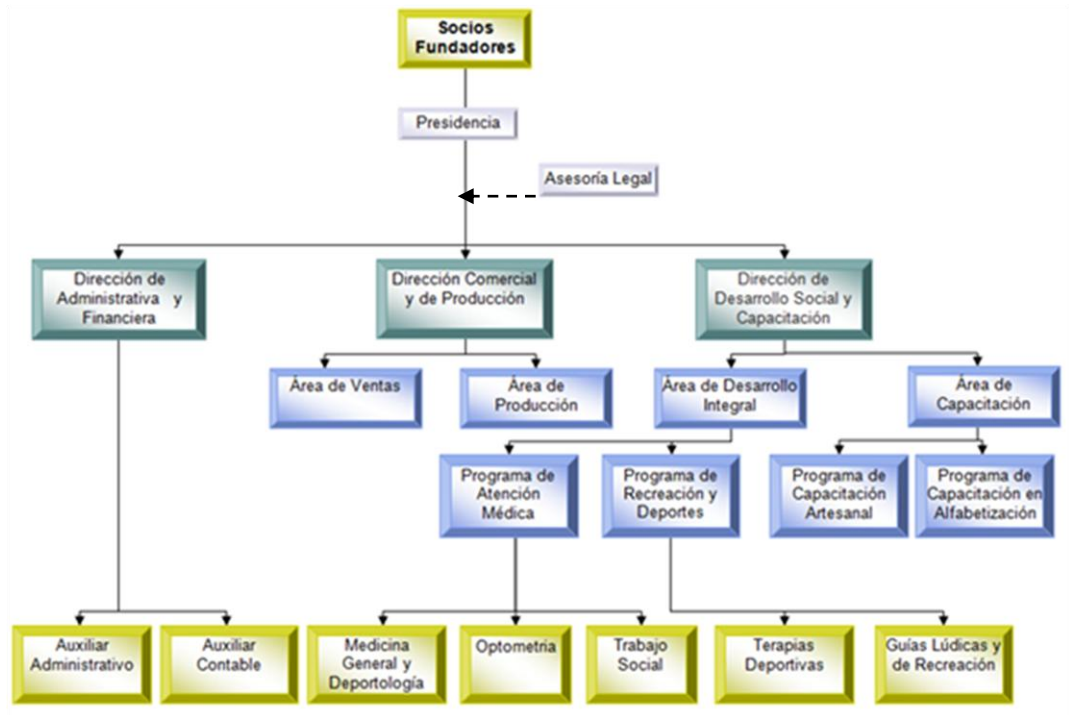 Socios
Fundadores
Presidencia
Asesoría Legal
Dirección de
Administrativa y
Financiera
Dirección Comercial
y de Producción
Dirección de
Desarrollo Social y
Capacitación
Área de Ventas
Área de
Producción
Área de Desarrollo
Integral
Área de
Capacitación
Programa de
Atención
Médica
Programa de
Recreación y
Deportes
Programa de
Capacitación
Artesanal
Programa de
Capacitación en
Alfabetización
Auxiliar
Administrativo
Auxiliar
Contable
Medicina
General y
Deportología
Optometria
Trabajo
Social
Terapias
Deportivas
Guías Lúdicas y
de Recreación